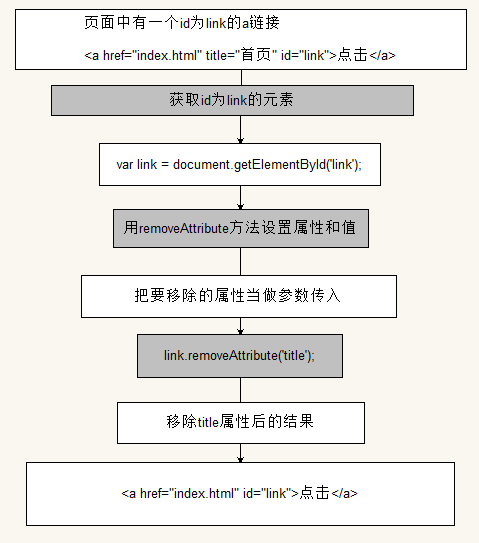 页面中有一个id为link的a链接
<a href="index.html" title="首页" id="link">点击</a>
获取id为link的元素
var link = document.getElementById('link');
用removeAttribute方法设置属性和值
把要移除的属性当做参数传入
link.removeAttribute('title');
移除title属性后的结果
<a href="index.html" id="link">点击</a>